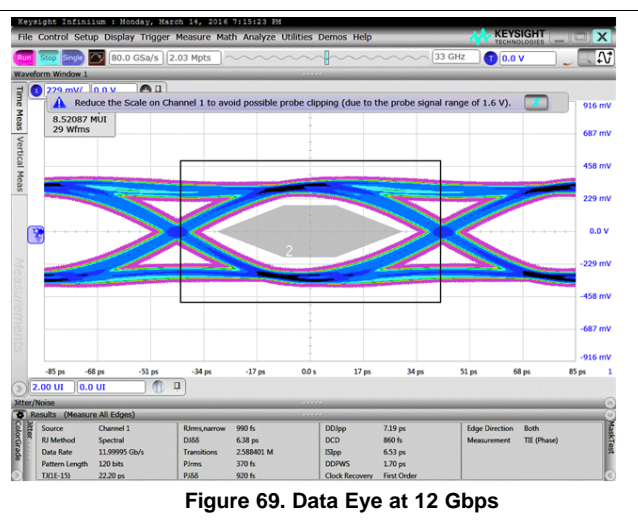 Keysight Infiniium : Monday, March 14, 2016 7:15:23 PM
File Control Setup Display Trigger Measure Math Analyze Utilities Demos Help
KEYSIGHT
TECHNOLOGIES
X
Run Stop Single 80.0 GSa/s 2.03 Mpts 33 GHz T 0.0 V
Waveform Window 1
1 229 mV/ 0.0 V
Reduce the Scale on Channel 1 to avoid possible probe clipping (due to the probe signal range of 1.6 V).
8.52087 MUI
29 Wfms
Time Meas
Vertical Meas
Measurements
916 mV
687 mV
458 mV
229 mV
0.0 V
-229 mV
-458 mV
-687 mV
-916 mV
2
-85 ps -68 ps -51 ps -34 ps -17 ps 0.0 s 17 ps 34 ps 51 ps 68 ps 85 ps 1
2.00 UI 0.0 UI
Jitter/Noise
Results (Measure All Edges)
ColorGrade
Jitter
MaskTest
Source Channel 1 RJrms,narrow 990 fs DDJpp 7.19 ps Edge Direction Both
RJ Method Spectral DJδδ 6.38 ps DCD 860 fs Measurement TIE (Phase)
Data Rate 11.99995 Gb/s Transitions 2.588401 M ISIpp 6.53 ps
Pattern Length 120 bits PJrms 370 fs DDPWS 1.70 ps
TJ(1E-15) 22.20 ps PJδδ 920 fs Clock Recovery First Order
Figure 69. Data Eye at 12 Gbps